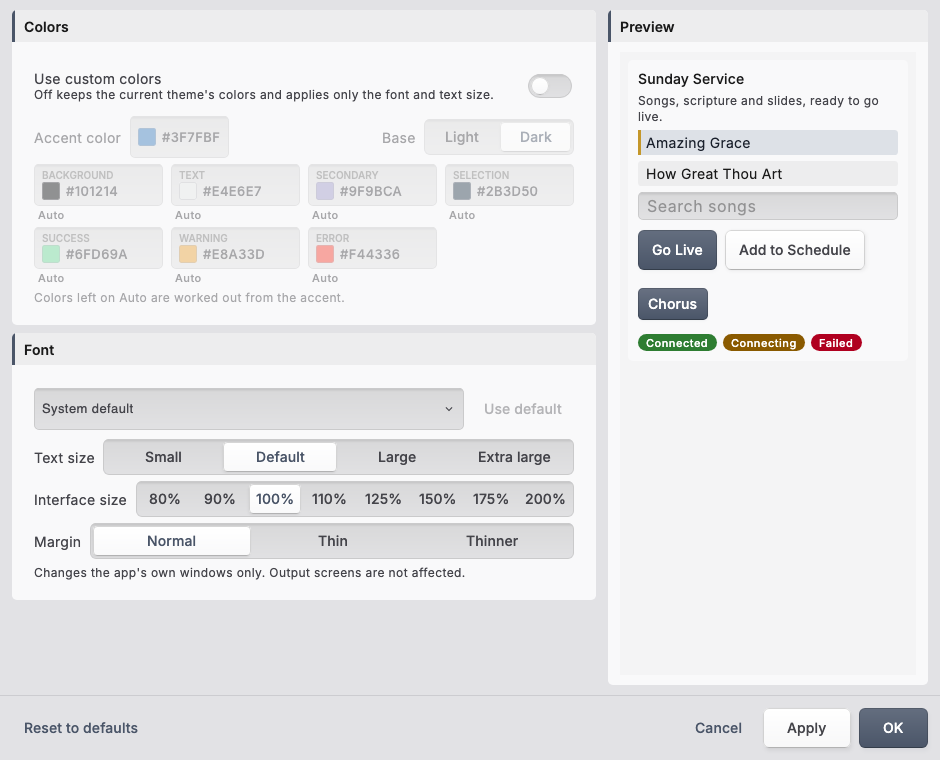 Colors
Use custom colors
Off keeps the current theme's colors and applies only the font and text size.
Accent color #3F7FBF Base Light Dark
BACKGROUND TEXT SECONDARY SELECTION
#101214 #E4E6E7 #9F9BCA #2B3D50
Auto Auto Auto Auto
SUCCESS WARNING ERROR
#6FD69A #E8A33D #F44336
Auto Auto Auto
Colors left on Auto are worked out from the accent.
Font
System default Use default
Text size Small Default Large Extra large
Interface size 80% 90% 100% 110% 125% 150% 175% 200%
Margin Normal Thin Thinner
Changes the app's own windows only. Output screens are not affected.
Preview
Sunday Service
Songs, scripture and slides, ready to go
live.
Amazing Grace
How Great Thou Art
Search songs
Go Live Add to Schedule
Chorus
Connected Connecting Failed
Reset to defaults Cancel Apply OK